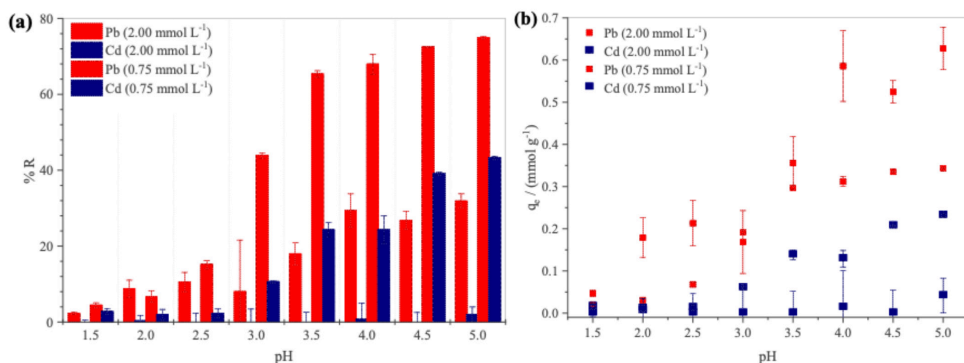 (a)
Pb (2.00 mmol L⁻¹)
Cd (2.00 mmol L⁻¹)
Pb (0.75 mmol L⁻¹)
Cd (0.75 mmol L⁻¹)
80
60
40
20
0
% R
1.5 2.0 2.5 3.0 3.5 4.0 4.5 5.0
pH
(b)
Pb (2.00 mmol L⁻¹)
Cd (2.00 mmol L⁻¹)
Pb (0.75 mmol L⁻¹)
Cd (0.75 mmol L⁻¹)
0.7
0.6
0.5
0.4
0.3
0.2
0.1
0.0
qₑ / (mmol g⁻¹)
1.5 2.0 2.5 3.0 3.5 4.0 4.5 5.0
pH